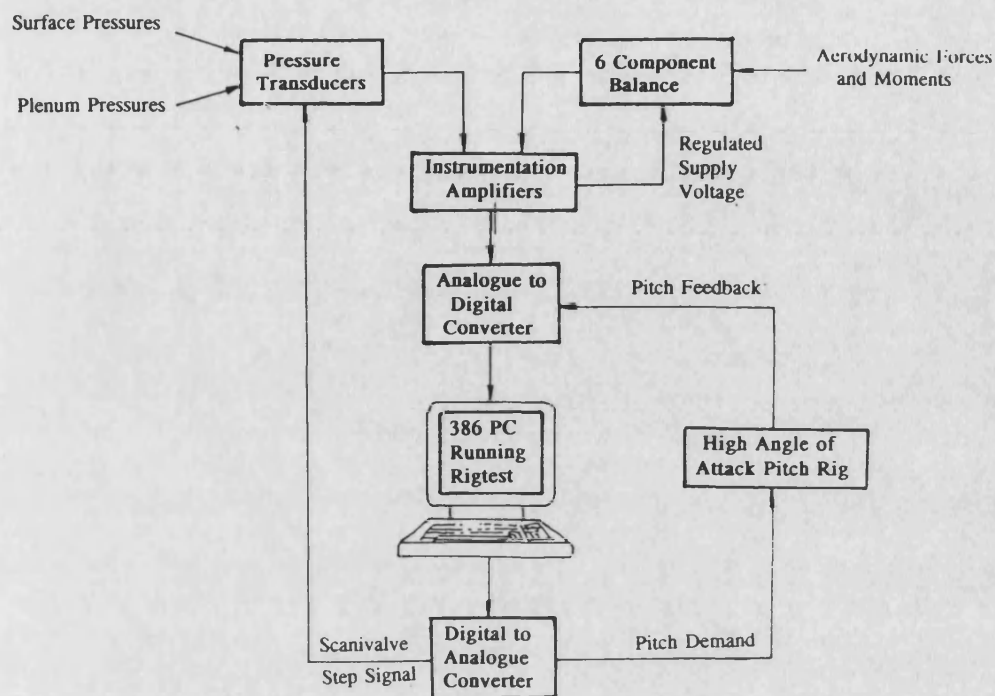 Surface Pressures
Plenum Pressures
Pressure
Transducers
6 Component
Balance
Aerodynamic Forces
and Moments
Regulated
Supply
Voltage
Instrumentation
Amplifiers
Analogue to
Digital
Converter
Pitch Feedback
386 PC
Running
Rigtest
High Angle of
Attack Pitch Rig
Scanivalve
Step Signal
Digital to
Analogue
Converter
Pitch Demand